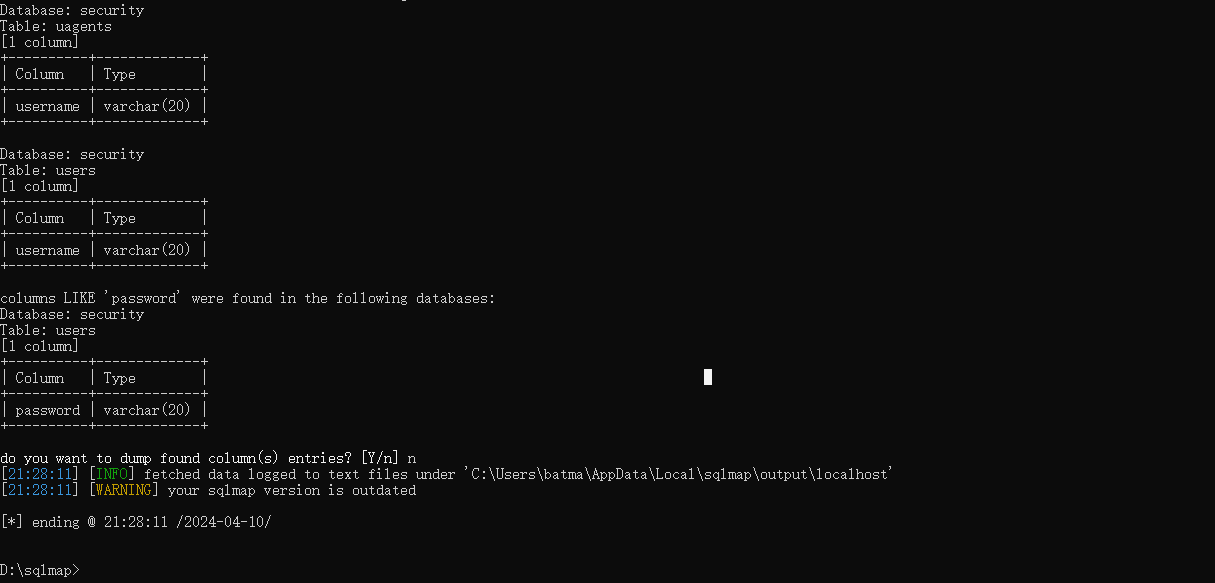 Database: security
Table: uagents
[1 column]
+----------+-------------+
| Column   | Type        |
+----------+-------------+
| username | varchar(20) |
+----------+-------------+

Database: security
Table: users
[1 column]
+----------+-------------+
| Column   | Type        |
+----------+-------------+
| username | varchar(20) |
+----------+-------------+

columns LIKE 'password' were found in the following databases:
Database: security
Table: users
[1 column]
+----------+-------------+
| Column   | Type        |
+----------+-------------+
| password | varchar(20) |
+----------+-------------+

do you want to dump found column(s) entries? [Y/n] n
[21:28:11] [INFO] fetched data logged to text files under 'C:\Users\batma\AppData\Local\sqlmap\output\localhost'
[21:28:11] [WARNING] your sqlmap version is outdated

[*] ending @ 21:28:11 /2024-04-10/

D:\sqlmap>